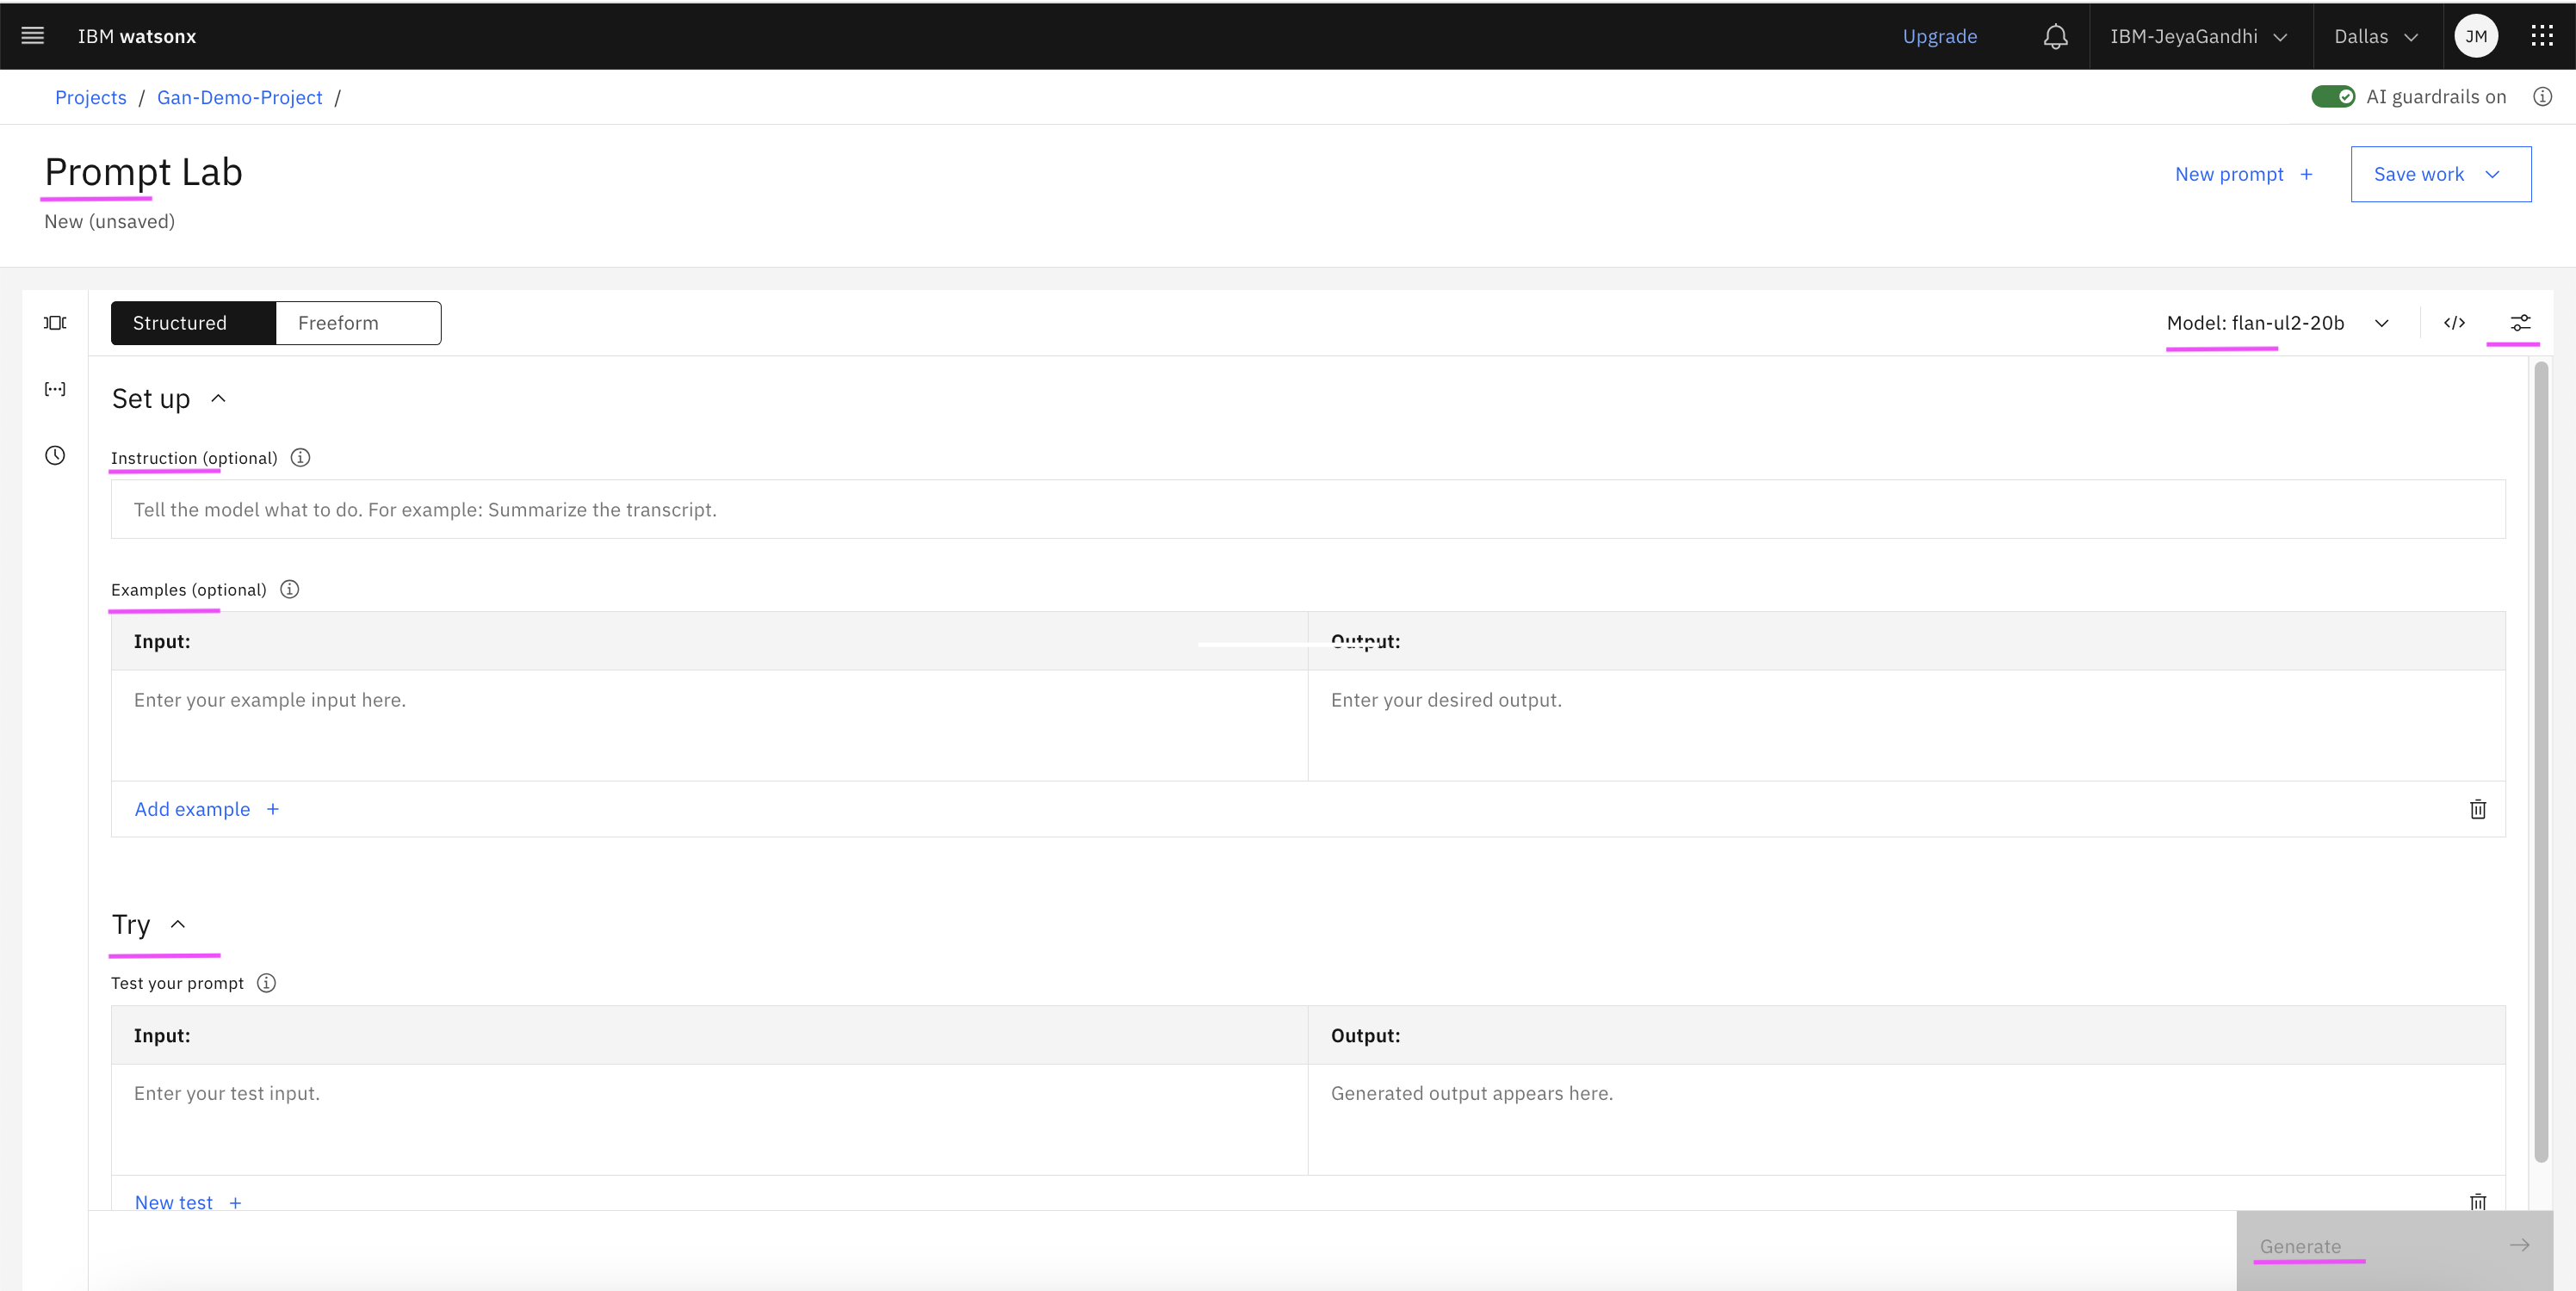 IBM watsonx Upgrade IBM-JeyaGandhi Dallas JM
Projects / Gan-Demo-Project / AI guardrails on
Prompt Lab New prompt + Save work
New (unsaved)
Structured Freeform Model: flan-ul2-20b </>
Set up
Instruction (optional)
Tell the model what to do. For example: Summarize the transcript.
Examples (optional)
Input: Output:
Enter your example input here. Enter your desired output.
Add example +
Try
Test your prompt
Input: Output:
Enter your test input. Generated output appears here.
New test +
Generate